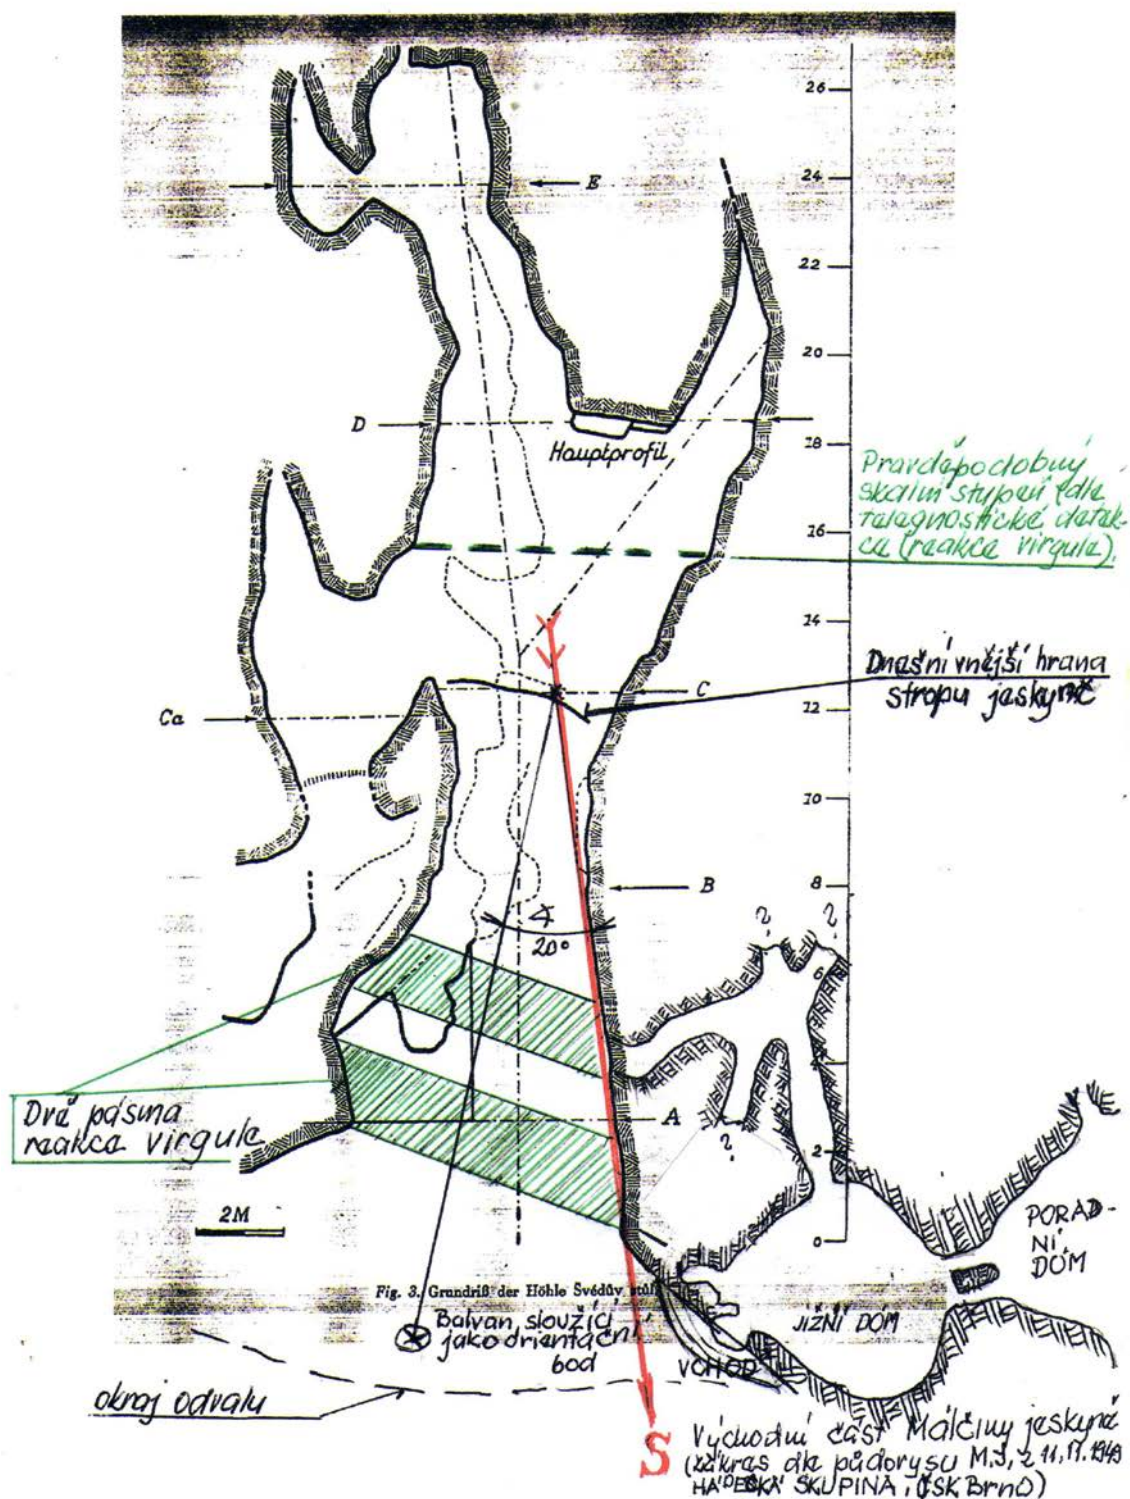 26
E
24
22
20
D
18
Hauptprofil
Pravděpodobný
skalní stupeň (dle
telegnostické detek-
ce (reakce virgule).
16
14
Dnešní vnější hrana
stropu jeskyně
C
Ca
12
10
8
B
?
?
20°
6
4
Dvě pásma
reakce virgule
A
?
2
2M
0
PORAD-
NÍ
DÓM
Fig. 3. Grundriß der Höhle Švédův stůl
Balvan, sloužící
jako orientační
bod
JIŽNÍ DÓM
VCHOD
okraj odvalu
S
Východní část Málčiny jeskyně
(zákres dle půdorysu M.J. z
HÁDECKÁ SKUPINA, ČSK Brno)